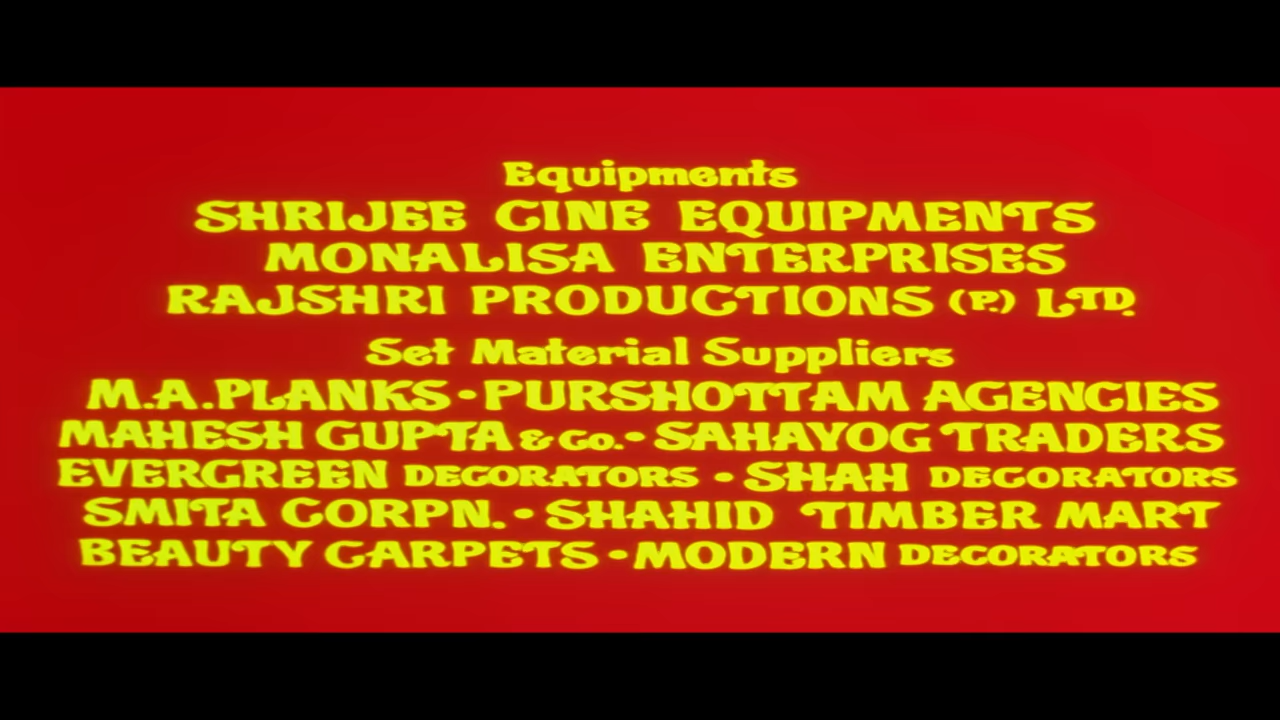 Equipments
SHRIJEE CINE EQUIPMENTS
MONALISA ENTERPRISES
RAJSHRI PRODUCTIONS (P.) LTD.
Set Material Suppliers
M.A.PLANKS•PURSHOTTAM AGENCIES
MAHESH GUPTA & CO.•SAHAYOG TRADERS
EVERGREEN DECORATORS • SHAH DECORATORS
SMITA CORPN.•SHAHID TIMBER MART
BEAUTY CARPETS•MODERN DECORATORS